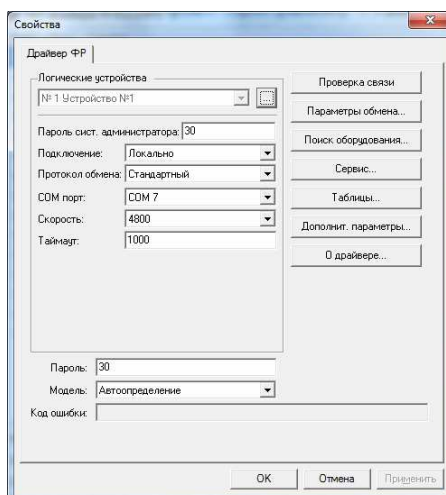 Свойства
Драйвер ФР
Логические устройства
№ 1 Устройство №1
...
Пароль сист. администратора: 30
Подключение: Локально
Протокол обмена: Стандартный
COM порт: COM 7
Скорость: 4800
Таймаут: 1000
Проверка связи
Параметры обмена...
Поиск оборудования...
Сервис...
Таблицы...
Дополнит. параметры...
О драйвере...
Пароль: 30
Модель: Автоопределение
Код ошибки:
OK Отмена Применить